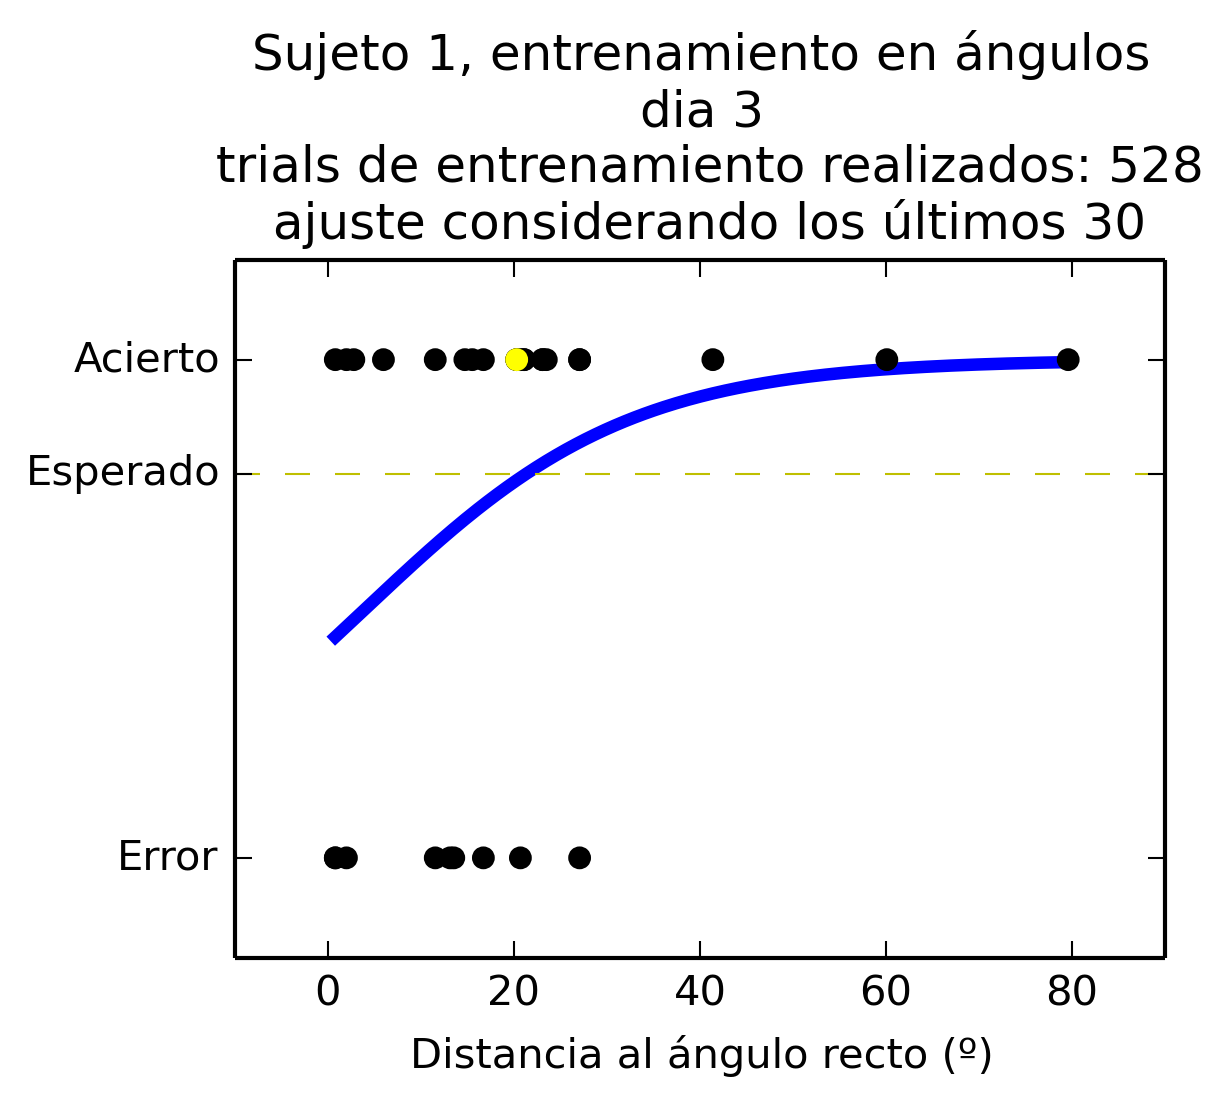 Sujeto 1, entrenamiento en ángulos
dia 3
trials de entrenamiento realizados: 528
ajuste considerando los últimos 30
Acierto
Esperado
Error
0 20 40 60 80
Distancia al ángulo recto (º)